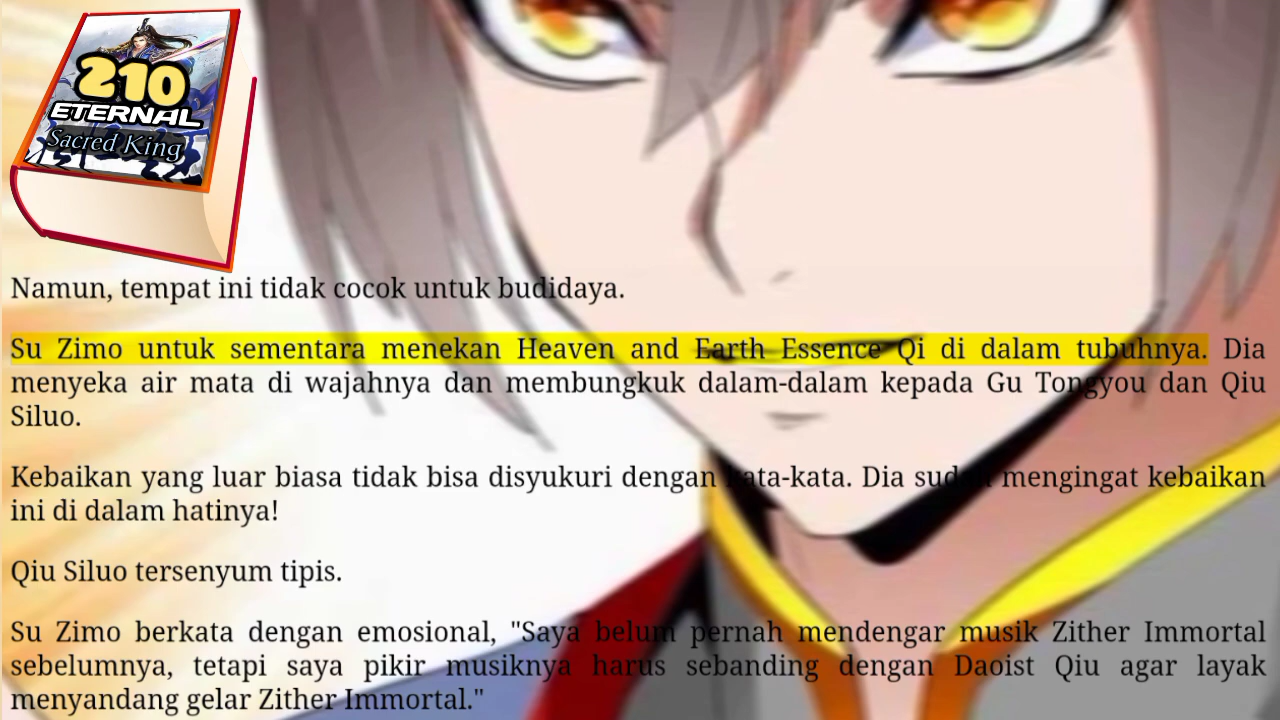 210
ETERNAL
Sacred King
Namun, tempat ini tidak cocok untuk budidaya.
Su Zimo untuk sementara menekan Heaven and Earth Essence Qi di dalam tubuhnya. Dia
menyeka air mata di wajahnya dan membungkuk dalam-dalam kepada Gu Tongyou dan Qiu
Siluo.
Kebaikan yang luar biasa tidak bisa disyukuri dengan kata-kata. Dia sudah mengingat kebaikan
ini di dalam hatinya!
Qiu Siluo tersenyum tipis.
Su Zimo berkata dengan emosional, "Saya belum pernah mendengar musik Zither Immortal
sebelumnya, tetapi saya pikir musiknya harus sebanding dengan Daoist Qiu agar layak
menyandang gelar Zither Immortal."